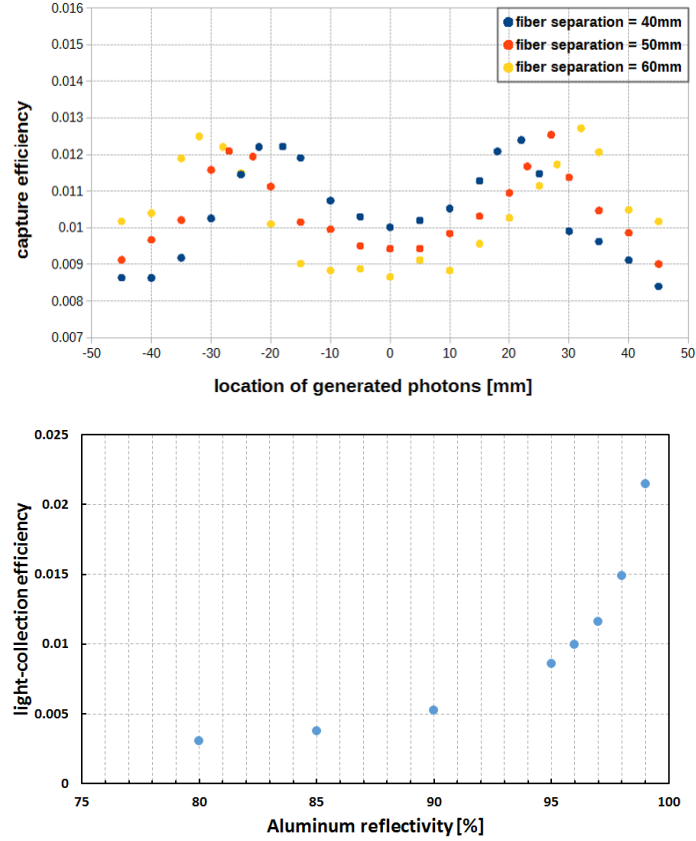 0.016
0.015
0.014
0.013
0.012
0.011
0.01
0.009
0.008
0.007
capture efficiency
fiber separation = 40mm
fiber separation = 50mm
fiber separation = 60mm
-50 -40 -30 -20 -10 0 10 20 30 40 50
location of generated photons [mm]
0.025
0.02
0.015
0.01
0.005
0
light-collection efficiency
75 80 85 90 95 100
Aluminum reflectivity [%]